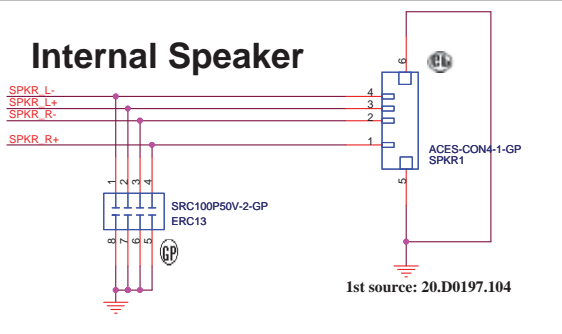 Internal Speaker
6
SPKR_L-
4
SPKR_L+
3
SPKR_R-
2
SPKR_R+
1
ACES-CON4-1-GP
SPKR1
5
1 2 3 4
SRC100P50V-2-GP
ERC13
8 7 6 5
GP
1st source: 20.D0197.104